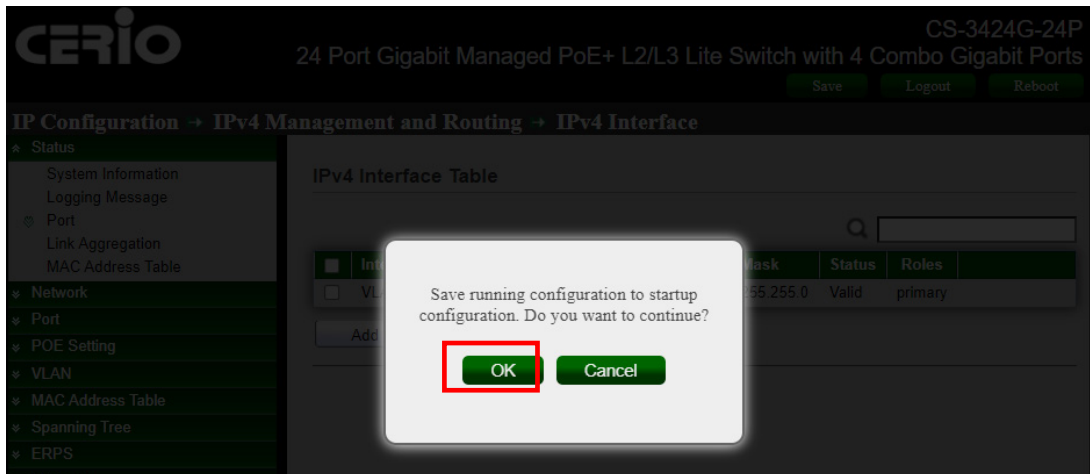 CERIO
CS-3424G-24P
24 Port Gigabit Managed PoE+ L2/L3 Lite Switch with 4 Combo Gigabit Ports
Save Logout Reboot
IP Configuration → IPv4 Management and Routing → IPv4 Interface
Status
System Information
Logging Message
Port
Link Aggregation
MAC Address Table
Network
Port
POE Setting
VLAN
MAC Address Table
Spanning Tree
ERPS
IPv4 Interface Table
Mask Status Roles
255.0 Valid primary
Add
Save running configuration to startup
configuration. Do you want to continue?
OK Cancel